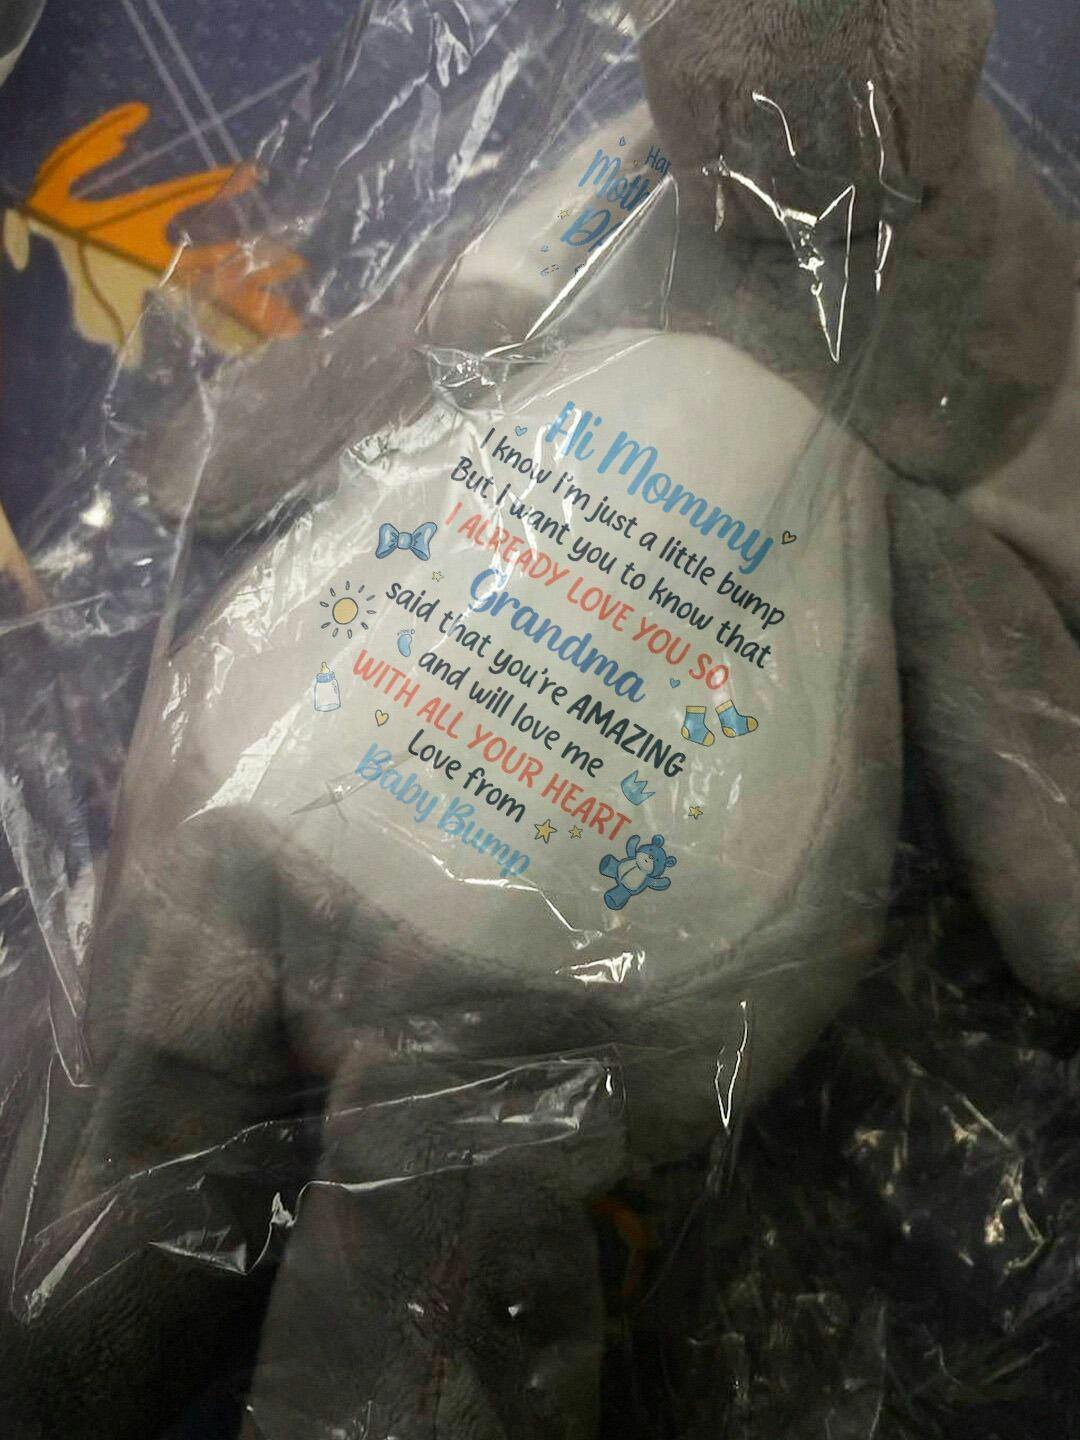 Hi Mommy
I know I'm just a little bump
But I want you to know that
I ALREADY LOVE YOU SO
Grandma
said that you're AMAZING
and will love me
WITH ALL YOUR HEART
Love from
Baby Bump